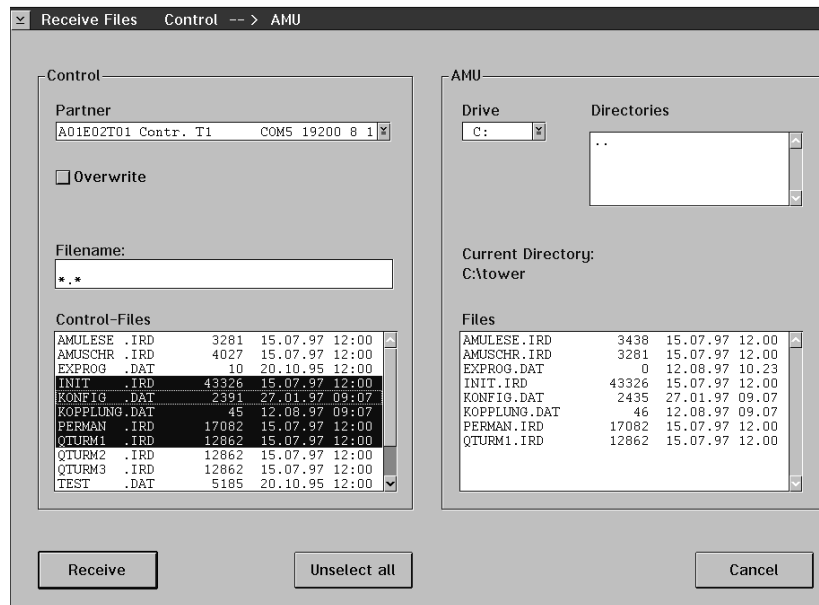 Receive Files Control --> AMU
Control
Partner
A01E02T01 Contr. T1 COM5 19200 8 1
Overwrite
Filename:
*.*
Control-Files
AMULESE .IRD 3281 15.07.97 12:00
AMUSCHR .IRD 4027 15.07.97 12:00
EXPROG .DAT 10 20.10.95 12:00
INIT .IRD 43326 15.07.97 12:00
KONFIG .DAT 2391 27.01.97 09:07
KOPPLUNG.DAT 45 12.08.97 09:07
PERMAN .IRD 17082 15.07.97 12:00
QTURM1 .IRD 12862 15.07.97 12:00
QTURM2 .IRD 12862 15.07.97 12:00
QTURM3 .IRD 12862 15.07.97 12:00
TEST .DAT 5185 20.10.95 12:00
AMU
Drive
C:
Directories
..
Current Directory:
C:\tower
Files
AMULESE.IRD 3438 15.07.97 12.00
AMUSCHR.IRD 3281 15.07.97 12.00
EXPROG.DAT 0 12.08.97 10.23
INIT.IRD 43326 15.07.97 12.00
KONFIG.DAT 2435 27.01.97 09.07
KOPPLUNG.DAT 46 12.08.97 09.07
PERMAN.IRD 17082 15.07.97 12.00
QTURM1.IRD 12862 15.07.97 12.00
Receive
Unselect all
Cancel